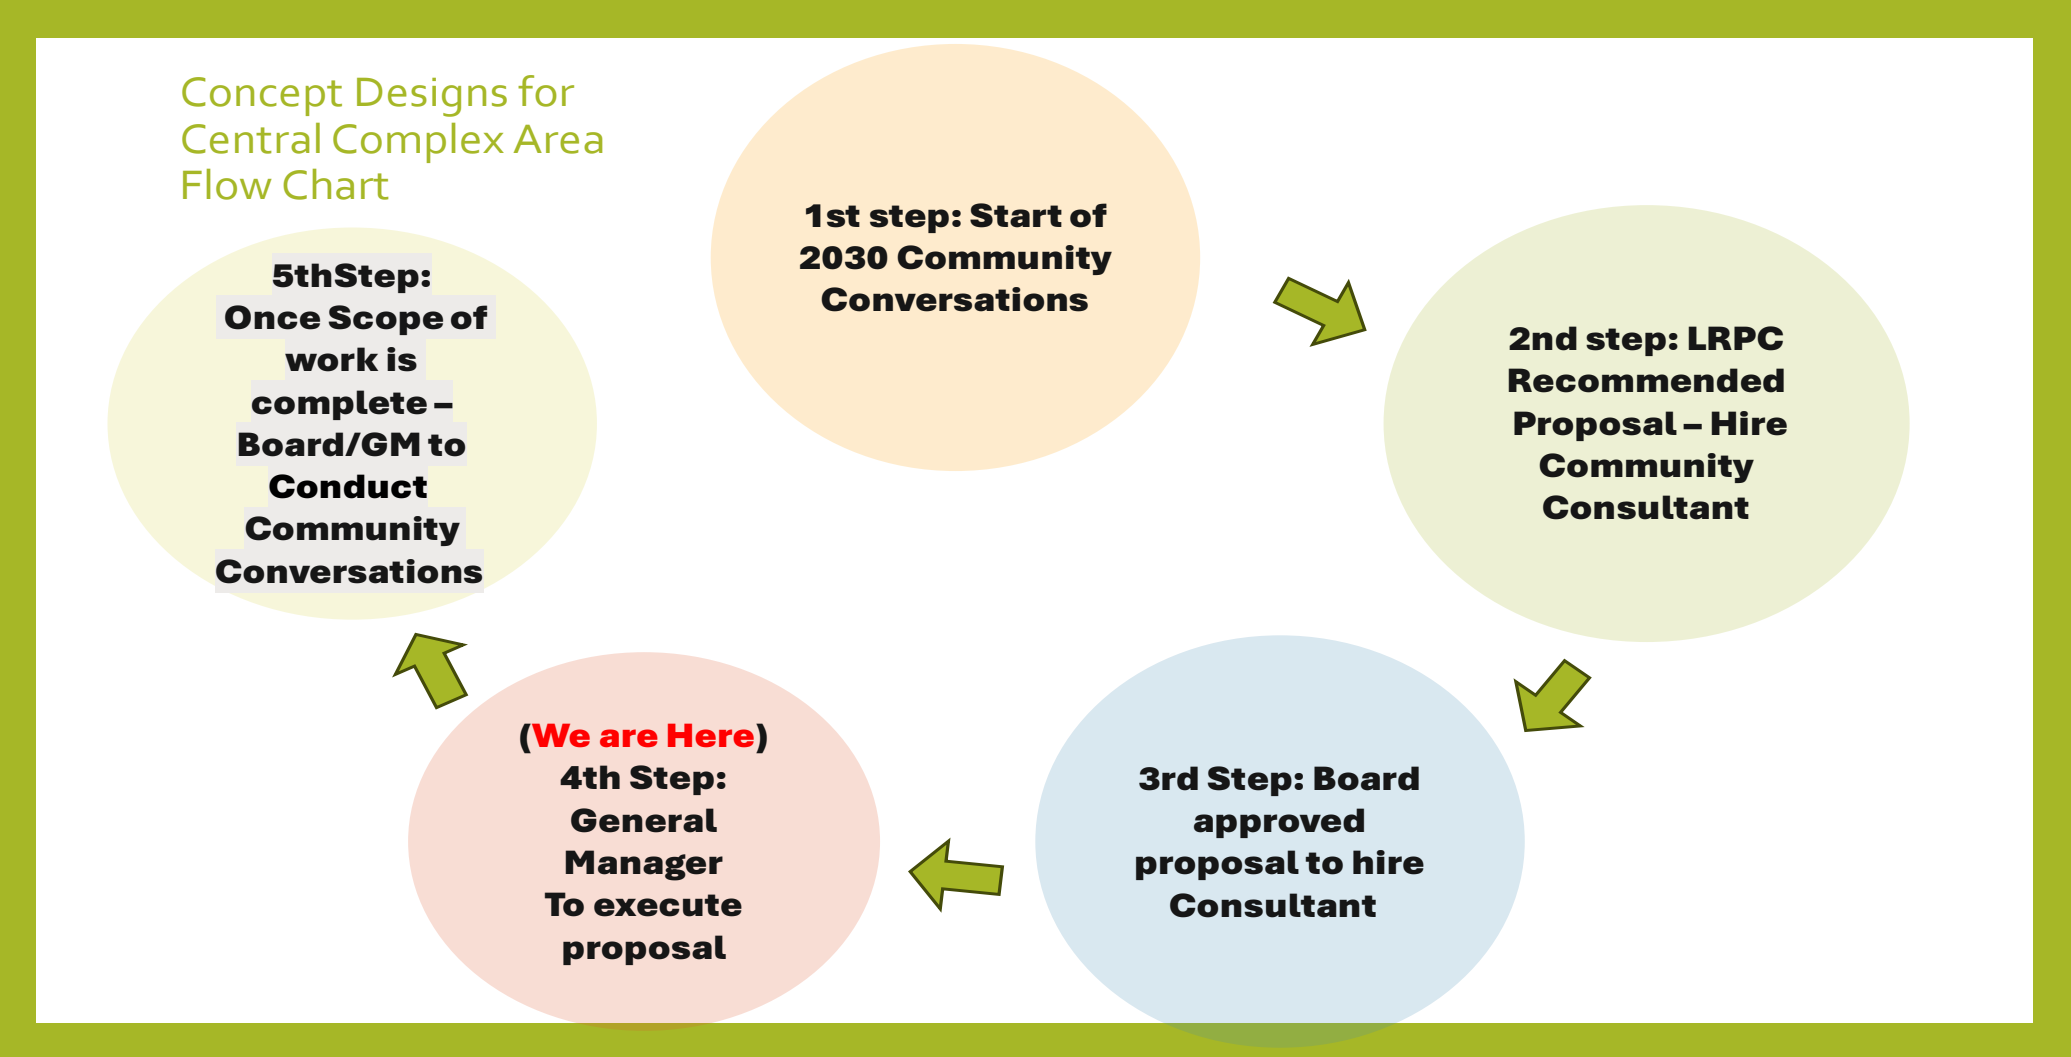 Concept Designs for
Central Complex Area
Flow Chart
1st step: Start of
2030 Community
Conversations
2nd step: LRPC
Recommended
Proposal – Hire
Community
Consultant
3rd Step: Board
approved
proposal to hire
Consultant
(We are Here)
4th Step:
General
Manager
To execute
proposal
5thStep:
Once Scope of
work is
complete –
Board/GM to
Conduct
Community
Conversations